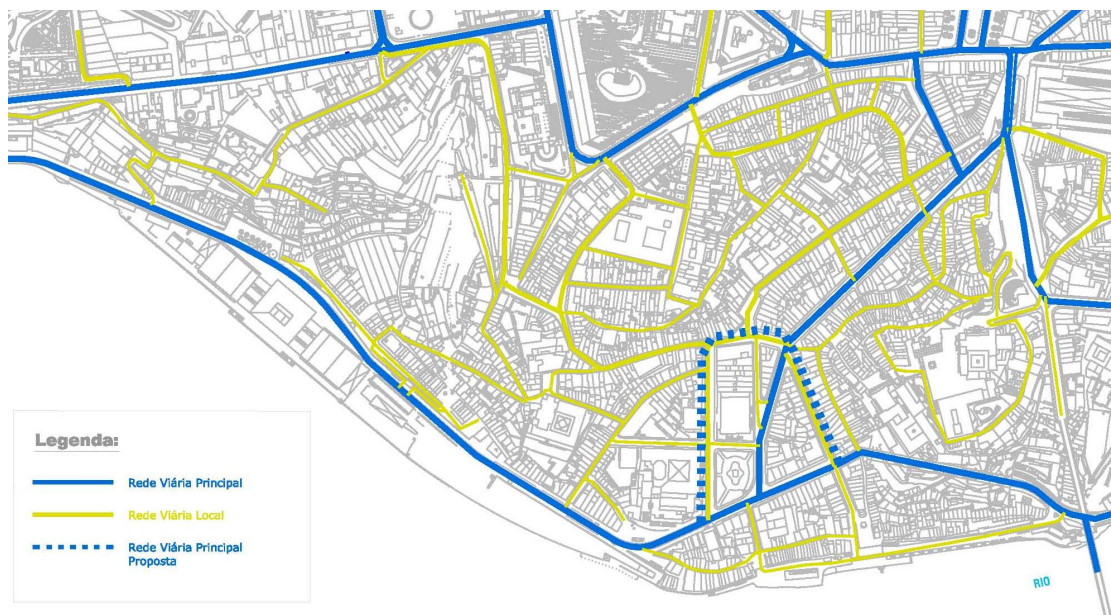 Legenda:
Rede Viária Principal
Rede Viária Local
Rede Viária Principal
Proposta
RIO